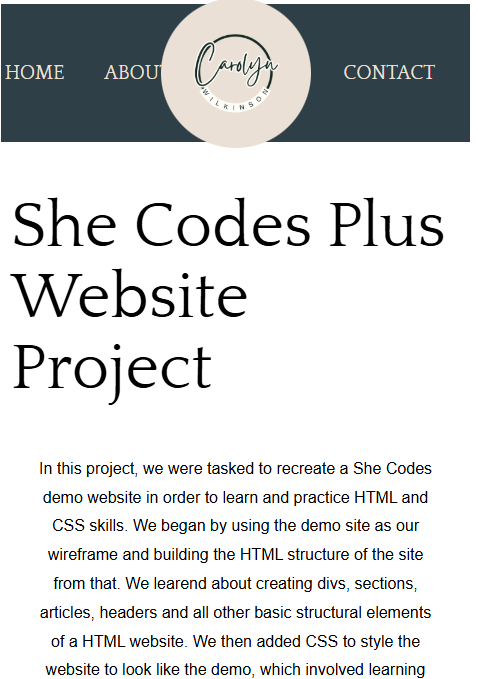 HOME ABOU CONTACT
Carolyn
WILKINSON
She Codes Plus
Website
Project
In this project, we were tasked to recreate a She Codes
demo website in order to learn and practice HTML and
CSS skills. We began by using the demo site as our
wireframe and building the HTML structure of the site
from that. We learend about creating divs, sections,
articles, headers and all other basic structural elements
of a HTML website. We then added CSS to style the
website to look like the demo, which involved learning